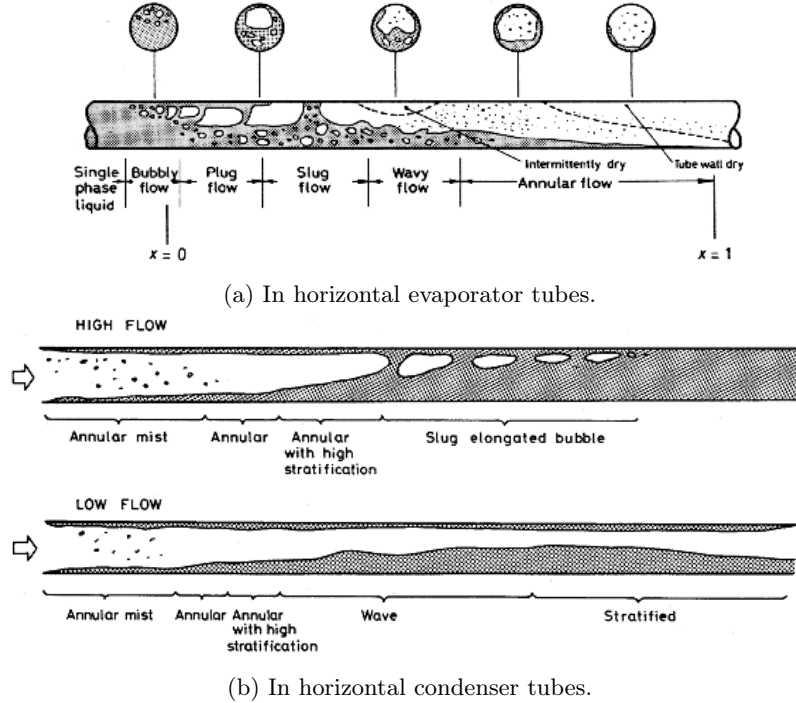 Intermittently dry
Tube wall dry
Single phase liquid
Bubbly flow
Plug flow
Slug flow
Wavy flow
Annular flow
x = 0
x = 1
(a) In horizontal evaporator tubes.
HIGH FLOW
Annular mist
Annular
Annular with high stratification
Slug elongated bubble
LOW FLOW
Annular mist
Annular
Annular with high stratification
Wave
Stratified
(b) In horizontal condenser tubes.